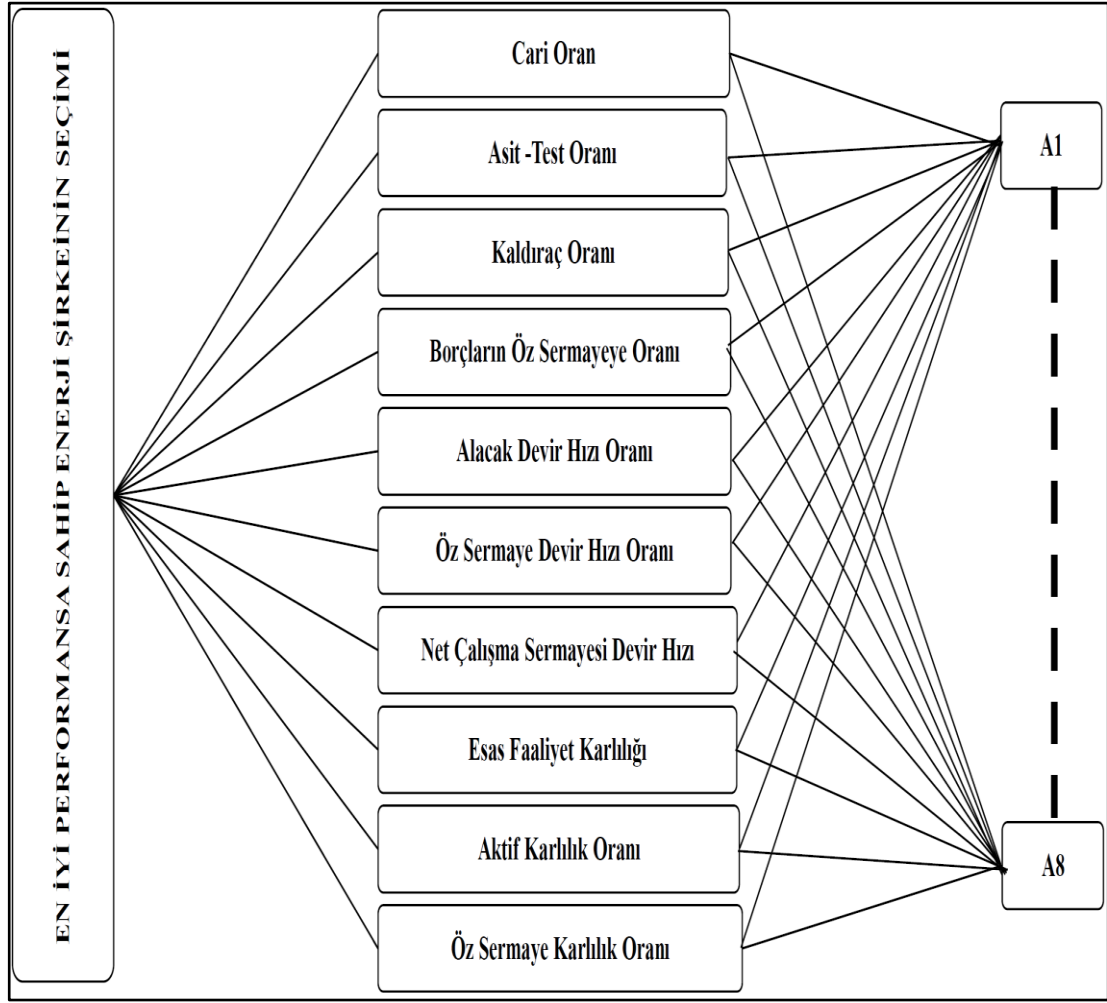 EN İYİ PERFORMANSA SAHİP ENERJİ ŞİRKEİNİN SEÇİMİ
Cari Oran
Asit -Test Oranı
Kaldıraç Oranı
Borçların Öz Sermayeye Oranı
Alacak Devir Hızı Oranı
Öz Sermaye Devir Hızı Oranı
Net Çalışma Sermayesi Devir Hızı
Esas Faaliyet Karlılığı
Aktif Karlılık Oranı
Öz Sermaye Karlılık Oranı
A1
A8